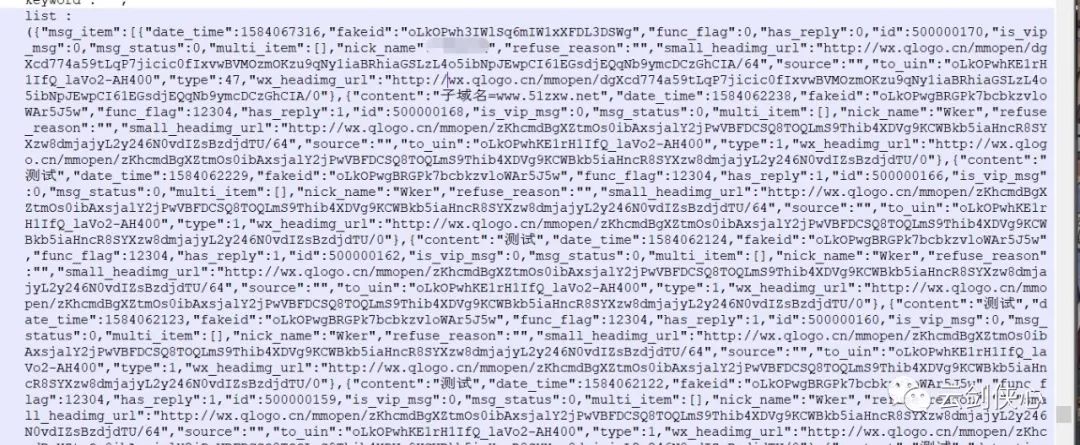 keyword : '',
list :
({"msg_item":[{"date_time":1584067316,"fakeid":"oLkOPwh3IWlSq6mIW1xXFDL3DSWg","func_flag":0,"has_reply":0,"id":500000170,"is_vip
_msg":0,"msg_status":0,"multi_item":[],"nick_name" ,"refuse_reason":"","small_headimg_url":"http://wx.qlogo.cn/mmopen/dg
Xcd774a59tLqP7jicic0fIxvwBVMOzmOKzu9qNy1iaBRhiaGSLzL4o5ibNpJEwpCI61EGsdjEQqNb9ymcDCzGhCIA/64","source":"","to_uin":"oLkOPwhKE1rH
1IfQ_laVo2-AH400","type":47,"wx_headimg_url":"http://wx.qlogo.cn/mmopen/dgXcd774a59tLqP7jicic0fIxvwBVMOzmOKzu9qNy1iaBRhiaGSLzL4o
5ibNpJEwpCI61EGsdjEQqNb9ymcDCzGhCIA/0"},{"content":"子域名=www.51zxw.net","date_time":1584062238,"fakeid":"oLkOPwgBRGPk7bcbkzvlo
WAr5J5w","func_flag":12304,"has_reply":1,"id":500000168,"is_vip_msg":0,"msg_status":0,"multi_item":[],"nick_name":"Wker","refuse
_reason":"","small_headimg_url":"http://wx.qlogo.cn/mmopen/zKhcmdBgXZtmOs0ibAxsjalY2jPwVBFDCSQ8TOQLmS9Thib4XDVg9KCWBkb5iaHncR8SY
Xzw8dmjajyL2y246N0vdIZsBzdjdTU/64","source":"","to_uin":"oLkOPwhKE1rH1IfQ_laVo2-AH400","type":1,"wx_headimg_url":"http://wx.qlog
o.cn/mmopen/zKhcmdBgXZtmOs0ibAxsjalY2jPwVBFDCSQ8TOQLmS9Thib4XDVg9KCWBkb5iaHncR8SYXzw8dmjajyL2y246N0vdIZsBzdjdTU/0"},{"content":"
测试","date_time":1584062229,"fakeid":"oLkOPwgBRGPk7bcbkzvloWAr5J5w","func_flag":12304,"has_reply":1,"id":500000166,"is_vip_msg"
:0,"msg_status":0,"multi_item":[],"nick_name":"Wker","refuse_reason":"","small_headimg_url":"http://wx.qlogo.cn/mmopen/zKhcmdBgX
ZtmOs0ibAxsjalY2jPwVBFDCSQ8TOQLmS9Thib4XDVg9KCWBkb5iaHncR8SYXzw8dmjajyL2y246N0vdIZsBzdjdTU/64","source":"","to_uin":"oLkOPwhKE1r
H1IfQ_laVo2-AH400","type":1,"wx_headimg_url":"http://wx.qlogo.cn/mmopen/zKhcmdBgXZtmOs0ibAxsjalY2jPwVBFDCSQ8TOQLmS9Thib4XDVg9KCW
Bkb5iaHncR8SYXzw8dmjajyL2y246N0vdIZsBzdjdTU/0"},{"content":"测试","date_time":1584062124,"fakeid":"oLkOPwgBRGPk7bcbkzvloWAr5J5w"
,"func_flag":12304,"has_reply":1,"id":500000162,"is_vip_msg":0,"msg_status":0,"multi_item":[],"nick_name":"Wker","refuse_reason"
:"","small_headimg_url":"http://wx.qlogo.cn/mmopen/zKhcmdBgXZtmOs0ibAxsjalY2jPwVBFDCSQ8TOQLmS9Thib4XDVg9KCWBkb5iaHncR8SYXzw8dmja
jyL2y246N0vdIZsBzdjdTU/64","source":"","to_uin":"oLkOPwhKE1rH1IfQ_laVo2-AH400","type":1,"wx_headimg_url":"http://wx.qlogo.cn/mmo
pen/zKhcmdBgXZtmOs0ibAxsjalY2jPwVBFDCSQ8TOQLmS9Thib4XDVg9KCWBkb5iaHncR8SYXzw8dmjajyL2y246N0vdIZsBzdjdTU/0"},{"content":"测试","d
ate_time":1584062123,"fakeid":"oLkOPwgBRGPk7bcbkzvloWAr5J5w","func_flag":12304,"has_reply":1,"id":500000160,"is_vip_msg":0,"msg_
status":0,"multi_item":[],"nick_name":"Wker","refuse_reason":"","small_headimg_url":"http://wx.qlogo.cn/mmopen/zKhcmdBgXZtmOs0ib
AxsjalY2jPwVBFDCSQ8TOQLmS9Thib4XDVg9KCWBkb5iaHncR8SYXzw8dmjajyL2y246N0vdIZsBzdjdTU/64","source":"","to_uin":"oLkOPwhKE1rH1IfQ_la
Vo2-AH400","type":1,"wx_headimg_url":"http://wx.qlogo.cn/mmopen/zKhcmdBgXZtmOs0ibAxsjalY2jPwVBFDCSQ8TOQLmS9Thib4XDVg9KCWBkb5iaHn
cR8SYXzw8dmjajyL2y246N0vdIZsBzdjdTU/0"},{"content":"测试","date_time":1584062122,"fakeid":"oLkOPwgBRGPk7bcbk
_flag":12304,"has_reply":1,"id":500000159,"is_vip_msg":0,"msg_status":0,"multi_item":[],"nick_name":"Wker",
ll_headimg_url":"http://wx.qlogo.cn/mmopen/zKhcmdBgXZtmOs0ibAxsjalY2jPwVBFDCSQ8TOQLmS9Thib4XDVg9KCWBkb5iaHncR8SYXzw8dmjajyL2y246
N0vdIZsBzdjdTU/64","source":"","to_uin":"oLkOPwhKE1rH1IfQ_laVo2-AH400","type":1,"wx_headimg_url":"http://wx.qlogo.cn/mmopen/zKhc
云剑侠心